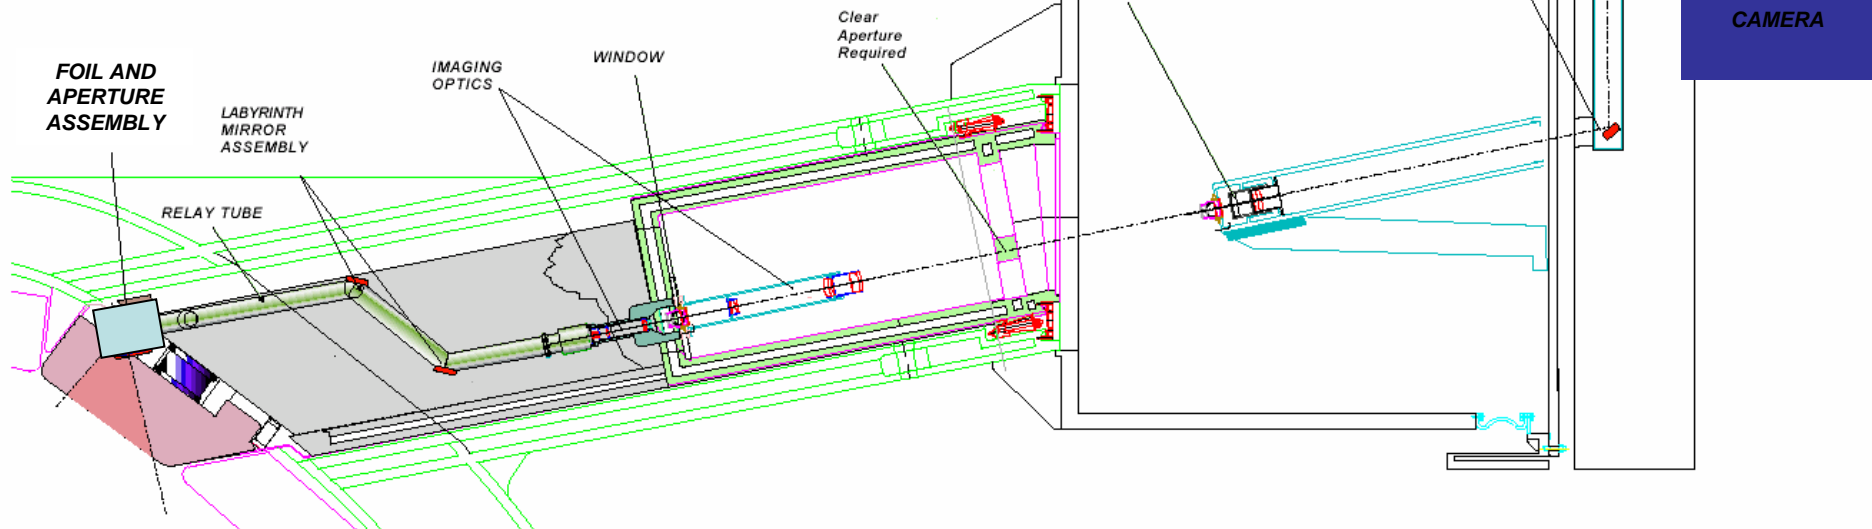 FOIL AND
APERTURE
ASSEMBLY
LABYRINTH
MIRROR
ASSEMBLY
RELAY TUBE
IMAGING
OPTICS
WINDOW
Clear
Aperture
Required
CAMERA